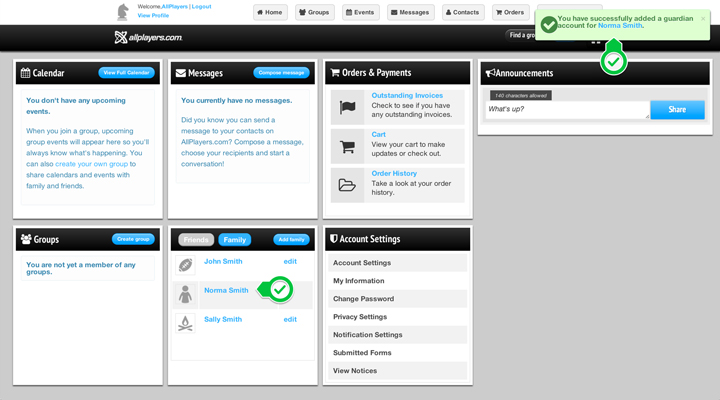 Welcome,AllPlayers | Logout
View Profile
Home
Groups
Events
Messages
Contacts
Orders
You have successfully added a guardian
account for Norma Smith.
allplayers.com
Find a gro
Calendar
View Full Calendar
You don't have any upcoming
events.
When you join a group, upcoming
group events will appear here so you'll
always know what's happening. You
can also create your own group to
share calendars and events with
family and friends.
Messages
Compose message
You currently have no messages.
Did you know you can send a
message to your contacts on
AllPlayers.com? Compose a message,
choose your recipients and start a
conversation!
Orders & Payments
Outstanding Invoices
Check to see if you have
any outstanding invoices.
Cart
View your cart to make
updates or check out.
Order History
Take a look at your order
history.
Announcements
140 characters allowed
What's up?
Share
Groups
Create group
You are not yet a member of any
groups.
Friends
Family
Add family
John Smith edit
Norma Smith
Sally Smith edit
Account Settings
Account Settings
My Information
Change Password
Privacy Settings
Notification Settings
Submitted Forms
View Notices